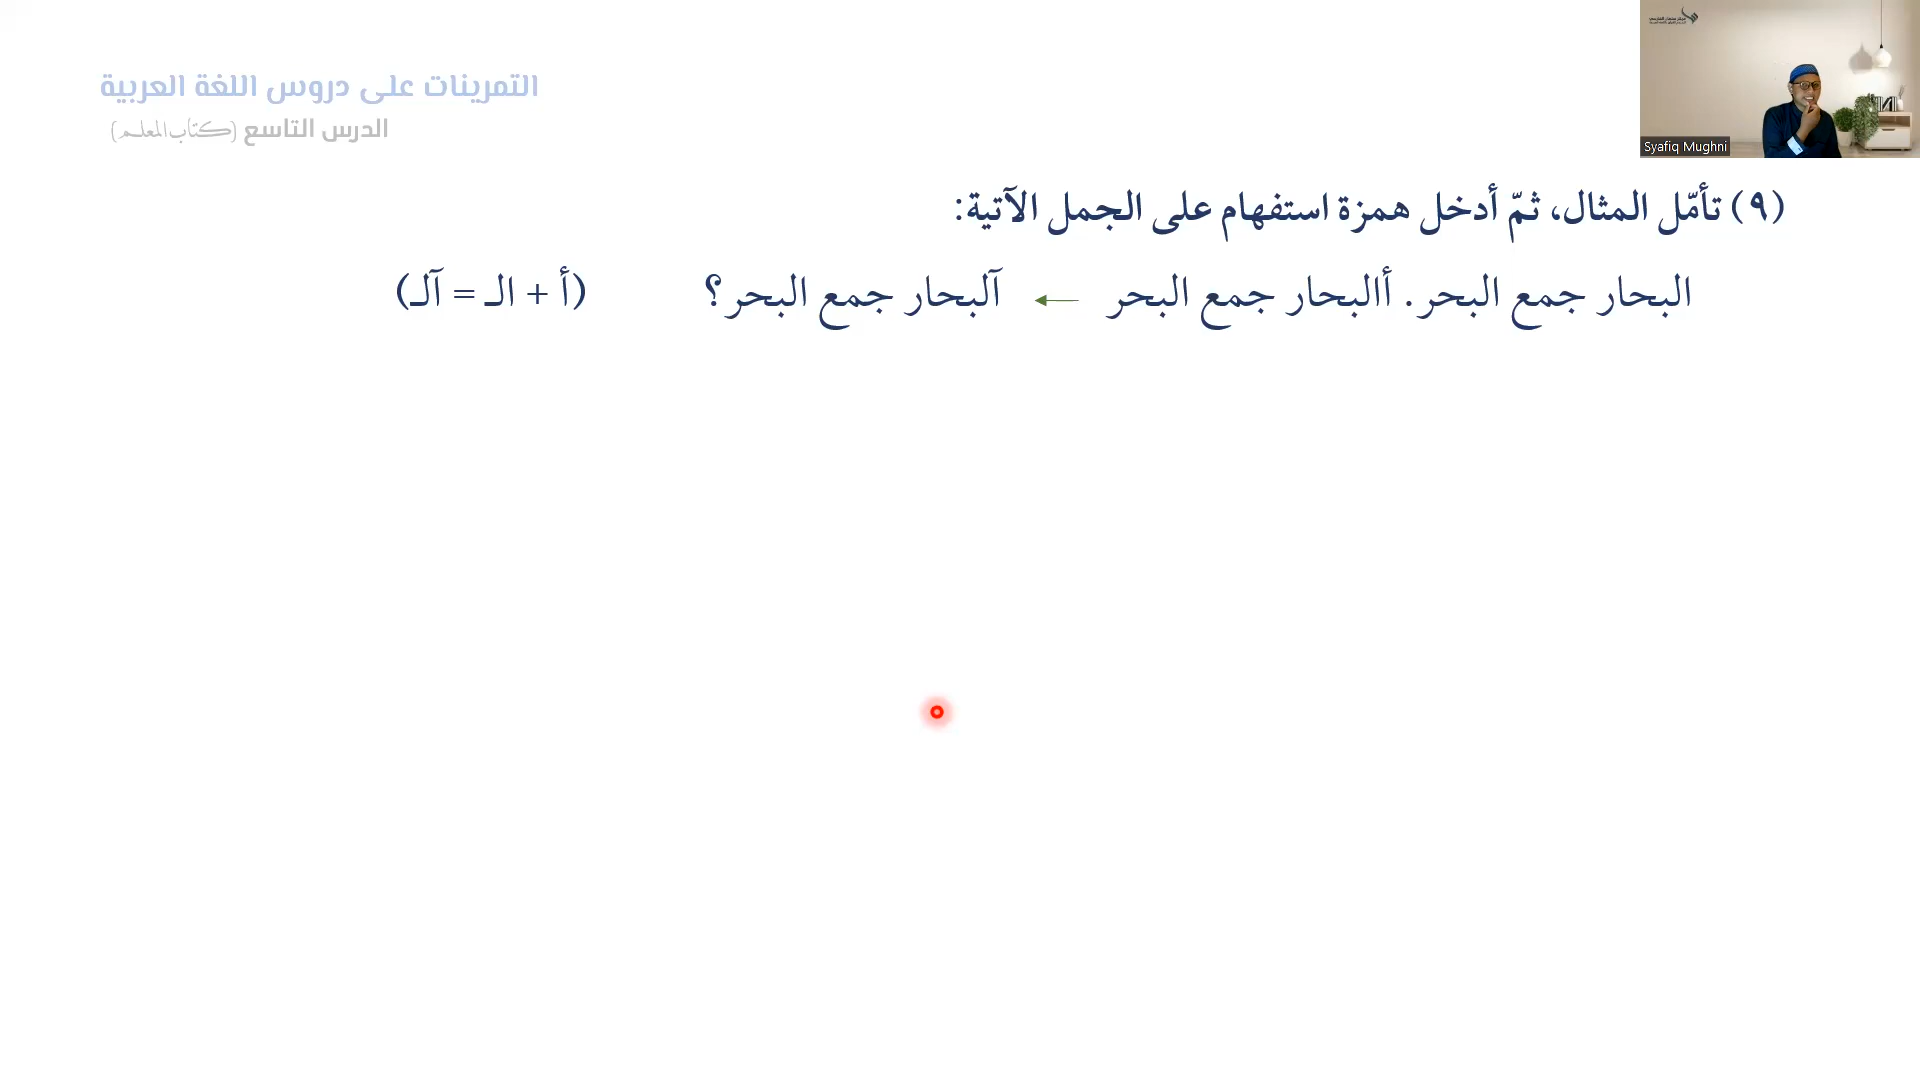 التمرينات على دروس اللغة العربية
الدرس التاسع (كتاب المعلم)
(٩) تأمّل المثال، ثمّ أدخل همزة استفهام على الجمل الآتية:
البحار جمع البحر. أالبحار جمع البحر ← آلبحار جمع البحر؟ (أ + الـ = آلـ)
Syafiq Mughni